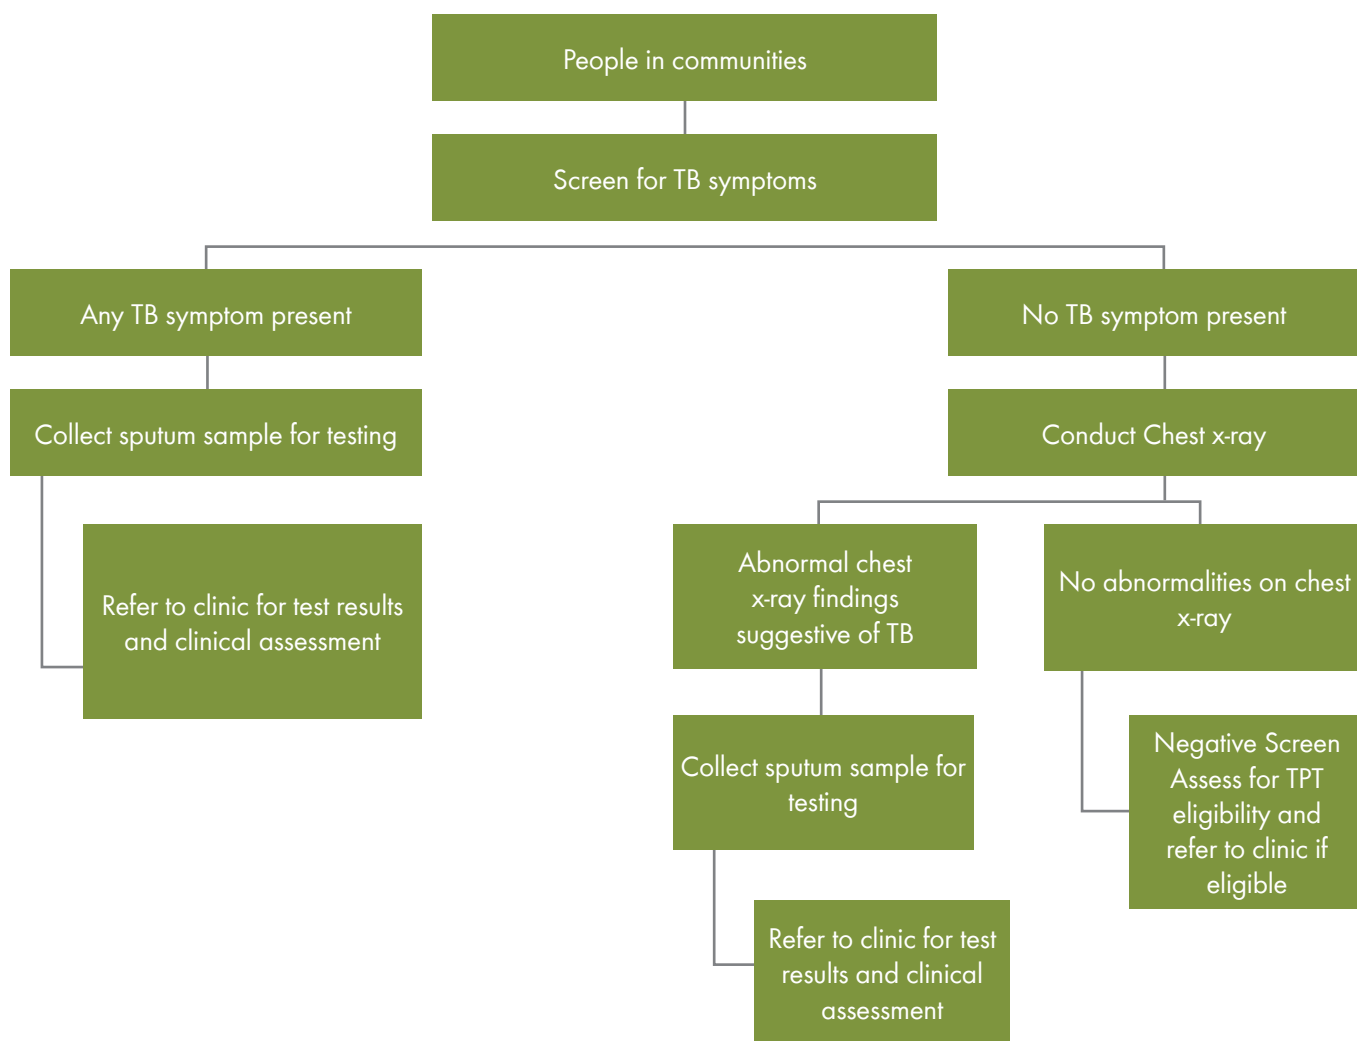 People in communities
Screen for TB symptoms
Any TB symptom present
No TB symptom present
Collect sputum sample for testing
Conduct Chest x-ray
Refer to clinic for test results
and clinical assessment
Abnormal chest
x-ray findings
suggestive of TB
No abnormalities on chest
x-ray
Collect sputum sample for
testing
Negative Screen
Assess for TPT
eligibility and
refer to clinic if
eligible
Refer to clinic for test
results and clinical
assessment